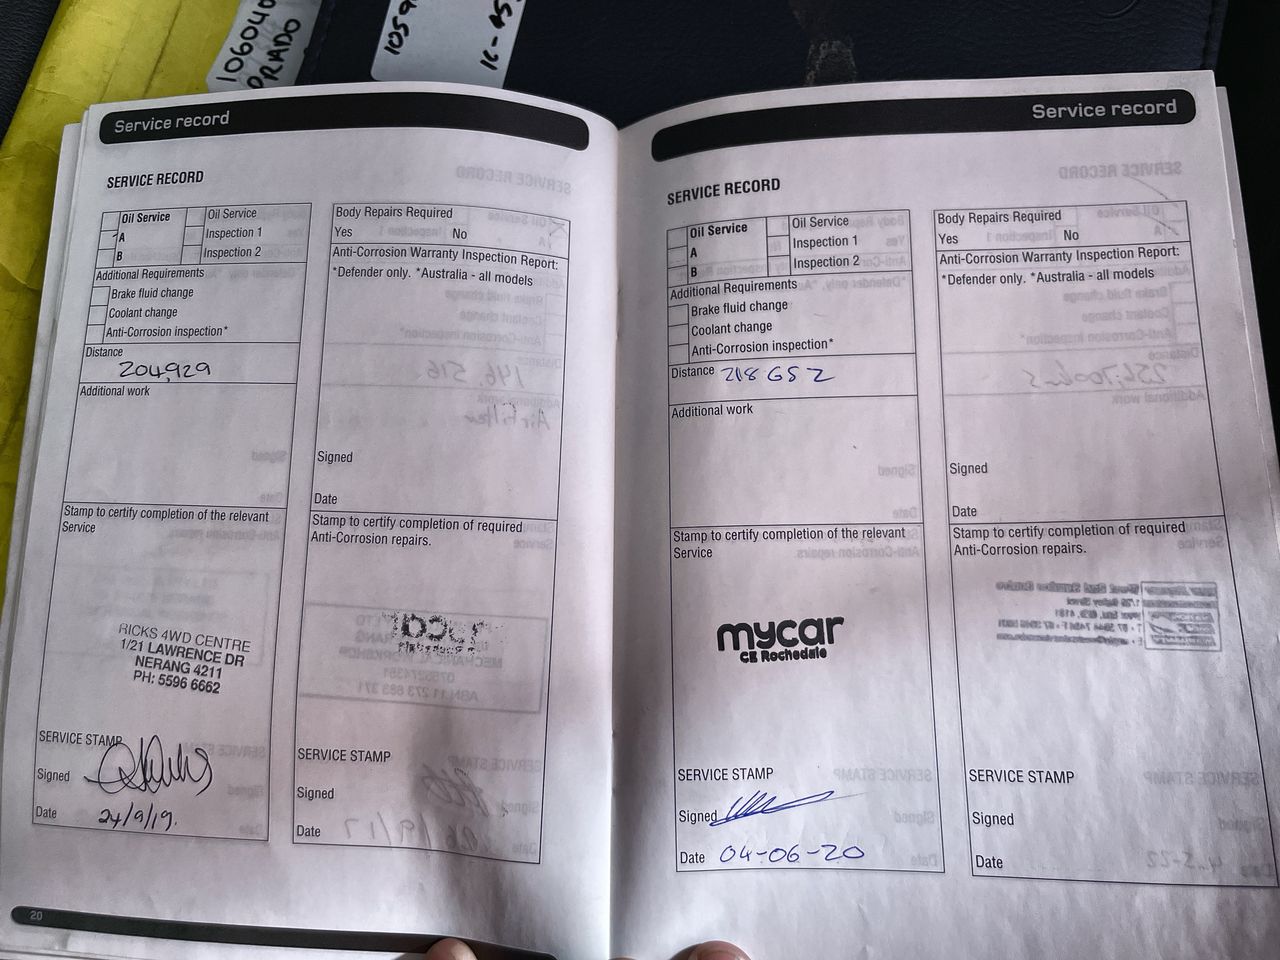 106040
PRADO
1059
Service record
SERVICE RECORD
Oil Service
A
B
Oil Service
Inspection 1
Inspection 2
Additional Requirements
Brake fluid change
Coolant change
Anti-Corrosion inspection*
Distance
204,929
Additional work
Stamp to certify completion of the relevant
Service
RICKS 4WD CENTRE
1/21 LAWRENCE DR
NERANG 4211
PH: 5596 6662
SERVICE STAMP
Signed
Date 24/9/19.
Body Repairs Required
Yes No
Anti-Corrosion Warranty Inspection Report:
*Defender only. *Australia - all models
Signed
Date
Stamp to certify completion of required
Anti-Corrosion repairs.
SERVICE STAMP
Signed
Date
20
Service record
SERVICE RECORD
Oil Service
A
B
Oil Service
Inspection 1
Inspection 2
Additional Requirements
Brake fluid change
Coolant change
Anti-Corrosion inspection*
Distance 218652
Additional work
Stamp to certify completion of the relevant
Service
mycar
CE Rochedale
SERVICE STAMP
Signed
Date 04-06-20
Body Repairs Required
Yes No
Anti-Corrosion Warranty Inspection Report:
*Defender only. *Australia - all models
Signed
Date
Stamp to certify completion of required
Anti-Corrosion repairs.
SERVICE STAMP
Signed
Date